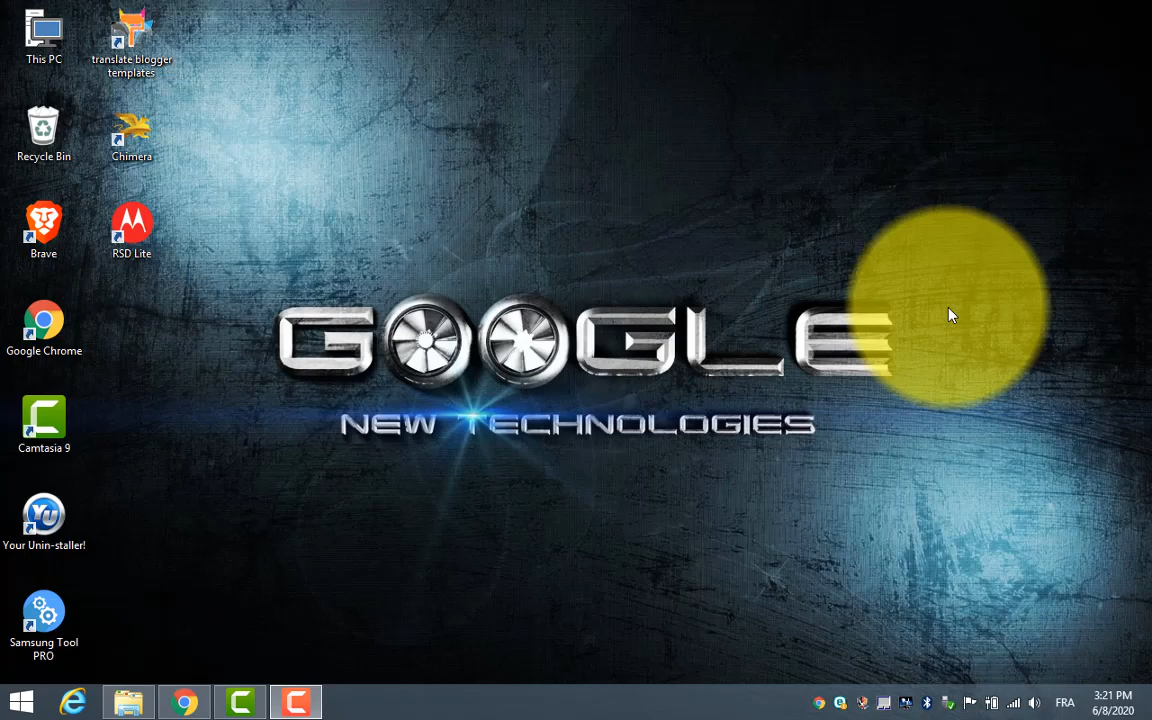 This PC
translate blogger
templates
Recycle Bin
Chimera
Brave
RSD Lite
Google Chrome
Camtasia 9
Your Unin-staller!
Samsung Tool
PRO
GOOGLE
NEW TECHNOLOGIES
FRA
3:21 PM
6/8/2020